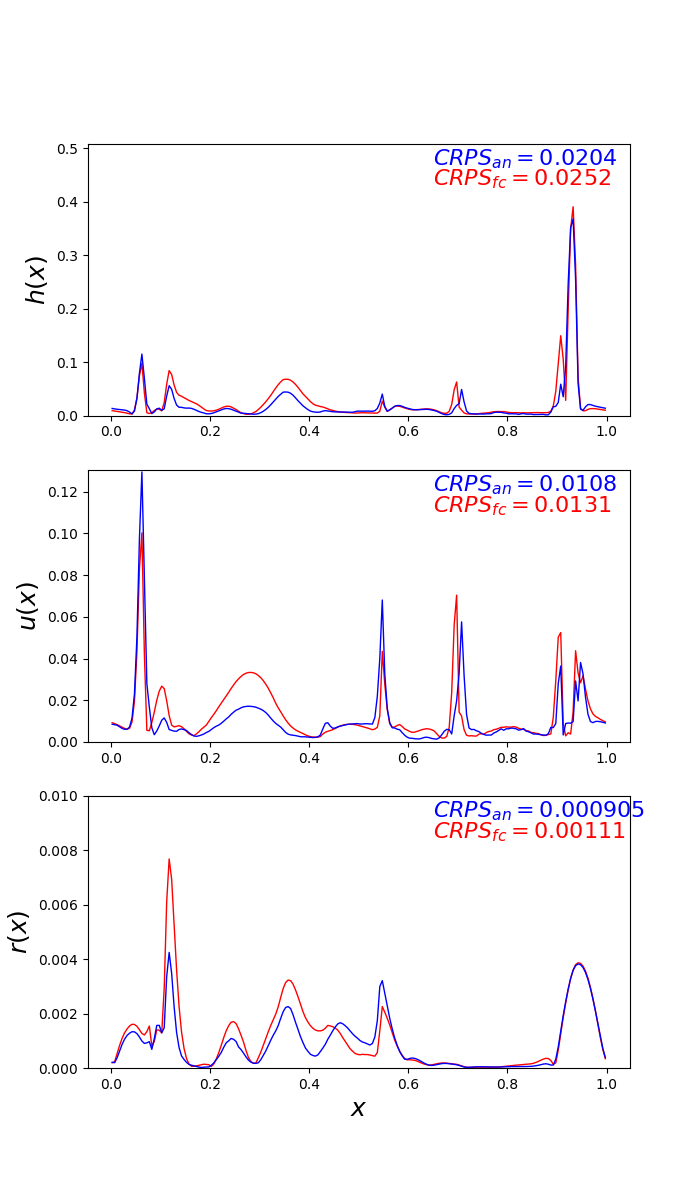 CRPS_an = 0.0204
CRPS_fc = 0.0252
0.5
0.4
0.3
0.2
0.1
0.0
h(x)
0.0 0.2 0.4 0.6 0.8 1.0
CRPS_an = 0.0108
CRPS_fc = 0.0131
0.12
0.10
0.08
0.06
0.04
0.02
0.00
u(x)
0.0 0.2 0.4 0.6 0.8 1.0
CRPS_an = 0.000905
CRPS_fc = 0.00111
0.010
0.008
0.006
0.004
0.002
0.000
r(x)
0.0 0.2 0.4 0.6 0.8 1.0
x